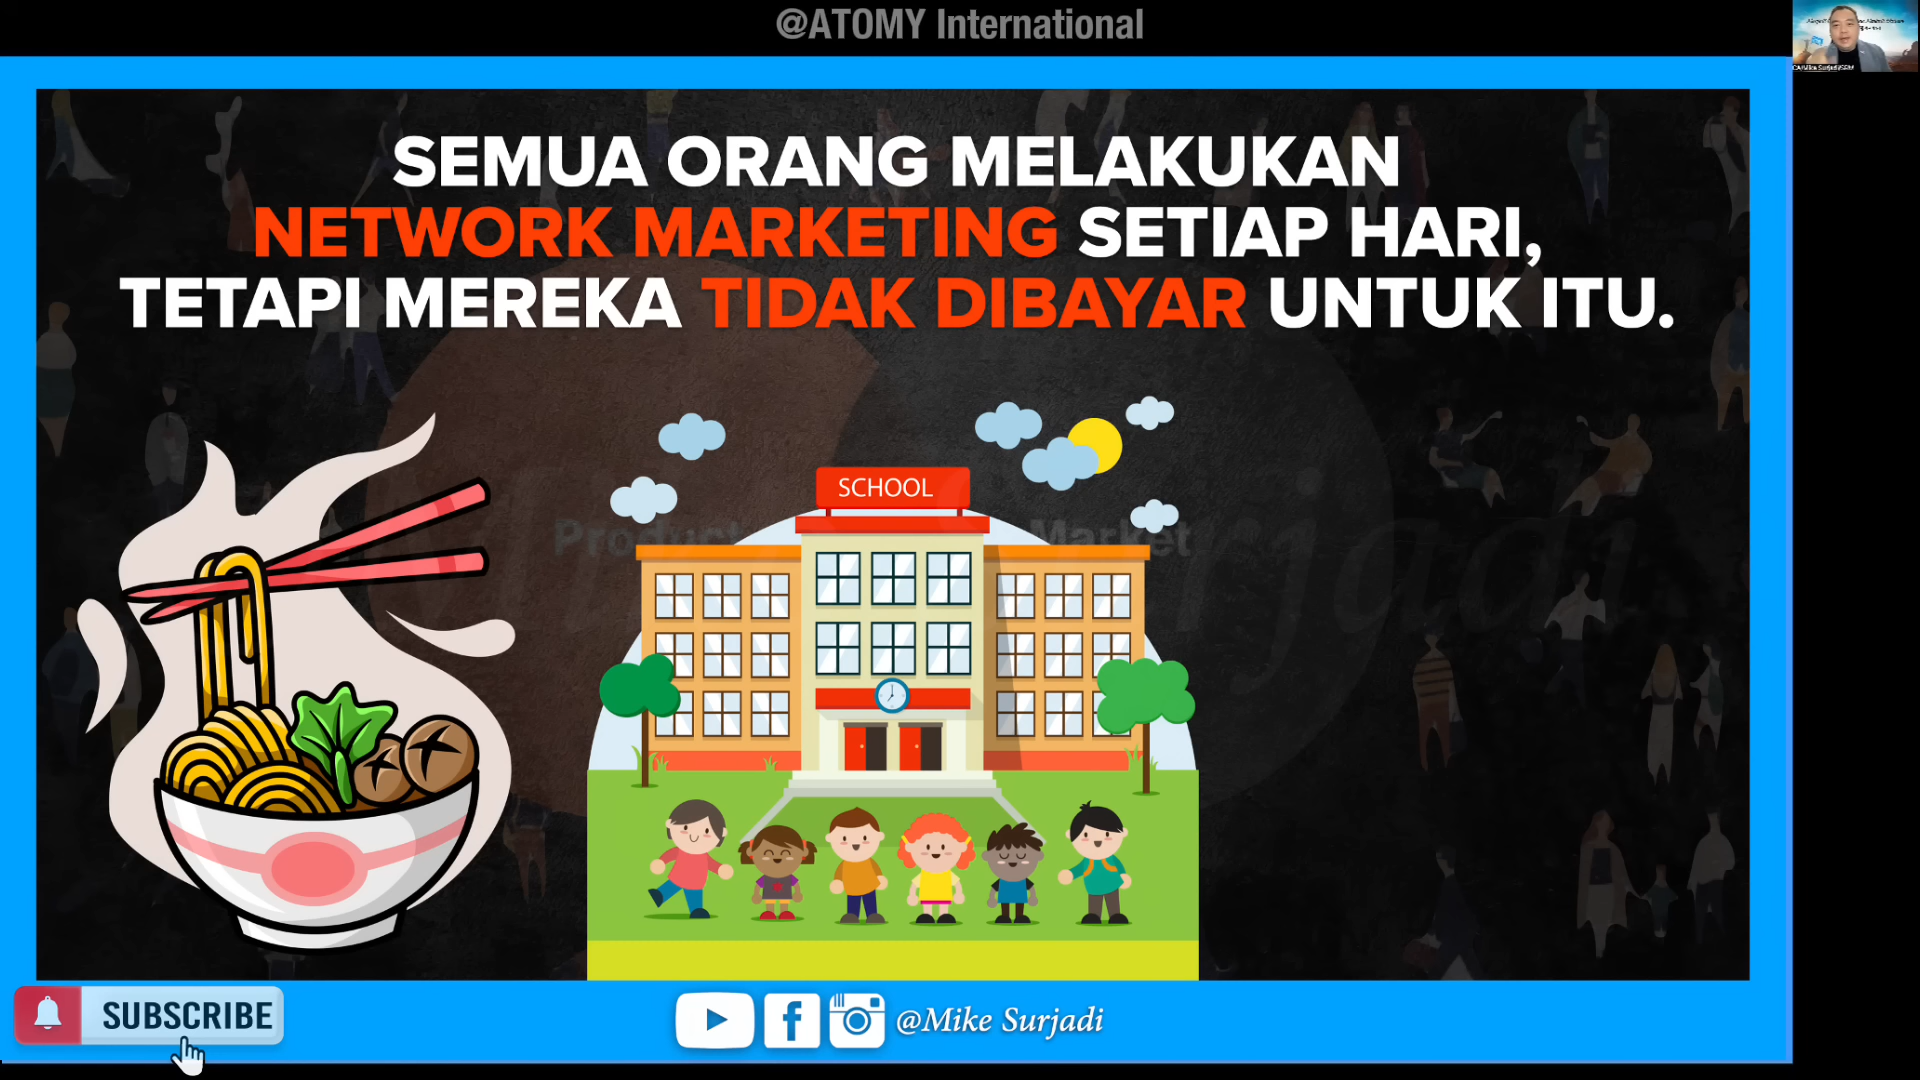 @ATOMY International
SEMUA ORANG MELAKUKAN
NETWORK MARKETING SETIAP HARI,
TETAPI MEREKA TIDAK DIBAYAR UNTUK ITU.
SCHOOL
Market
SUBSCRIBE
@Mike Surjadi